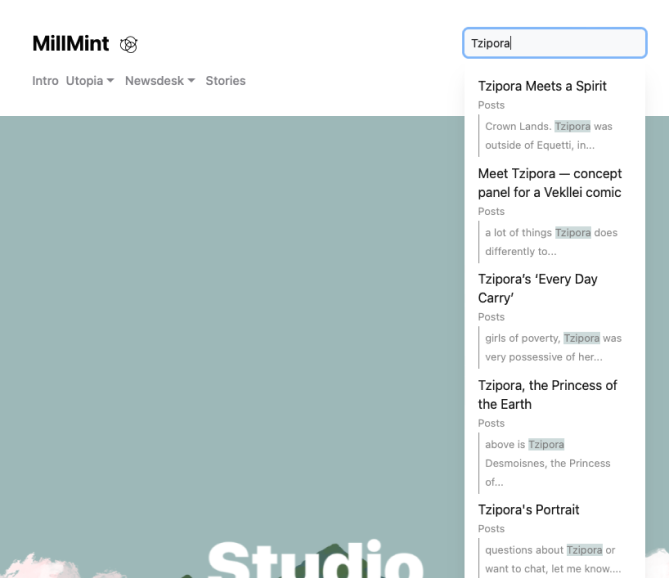 MillMint
Tzipora
Intro Utopia Newsdesk Stories
Tzipora Meets a Spirit
Posts
Crown Lands. Tzipora was
outside of Equetti, in...
Meet Tzipora — concept
panel for a Vekllei comic
Posts
a lot of things Tzipora does
differently to...
Tzipora’s ‘Every Day
Carry’
Posts
girls of poverty, Tzipora was
very possessive of her...
Tzipora, the Princess of
the Earth
Posts
above is Tzipora
Desmoisnes, the Princess
of...
Tzipora's Portrait
Posts
questions about Tzipora or
want to chat, let me know....
Studio